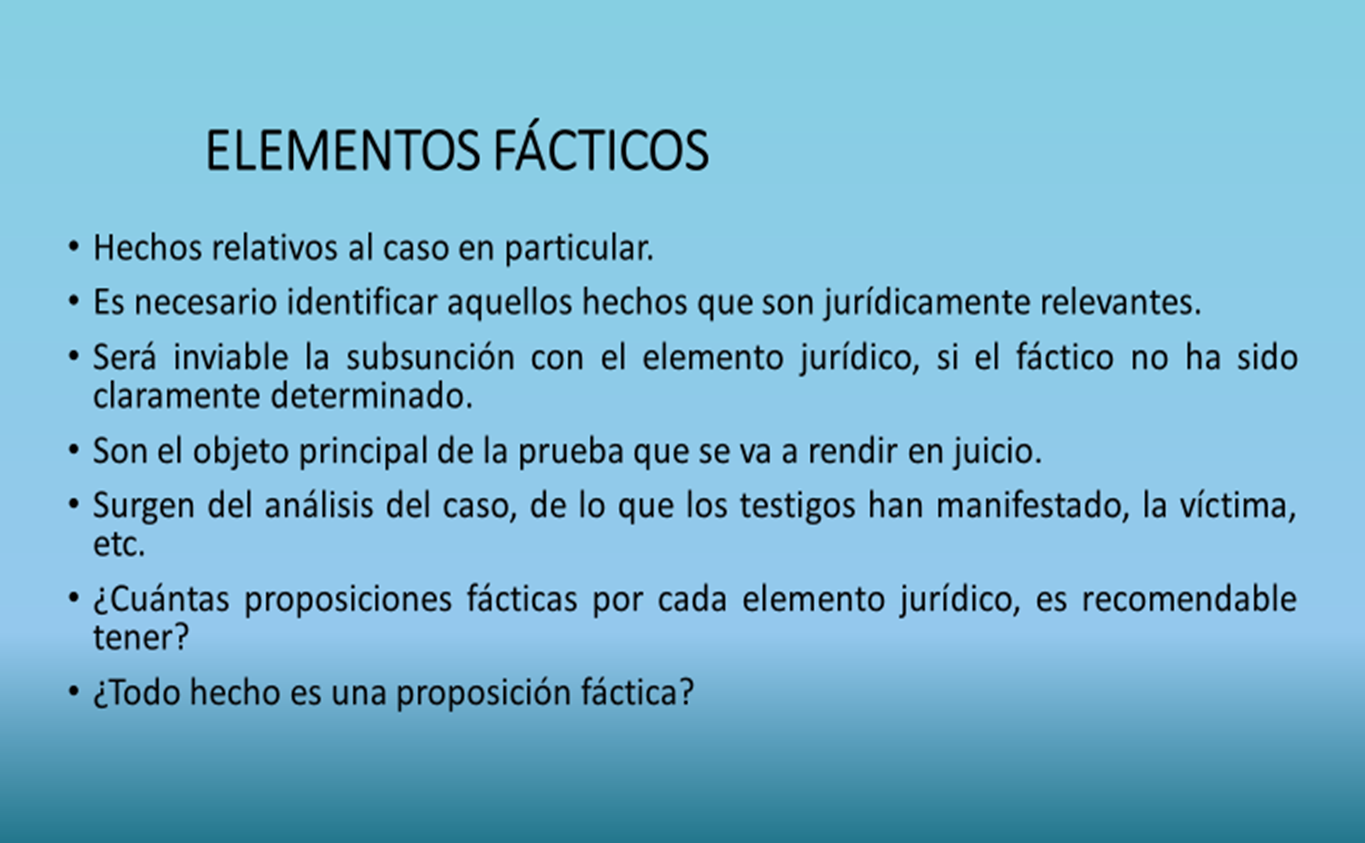 ELEMENTOS FÁCTICOS
• Hechos relativos al caso en particular.
• Es necesario identificar aquellos hechos que son jurídicamente relevantes.
• Será inviable la subsunción con el elemento jurídico, si el fáctico no ha sido
claramente determinado.
• Son el objeto principal de la prueba que se va a rendir en juicio.
• Surgen del análisis del caso, de lo que los testigos han manifestado, la víctima,
etc.
• ¿Cuántas proposiciones fácticas por cada elemento jurídico, es recomendable
tener?
• ¿Todo hecho es una proposición fáctica?